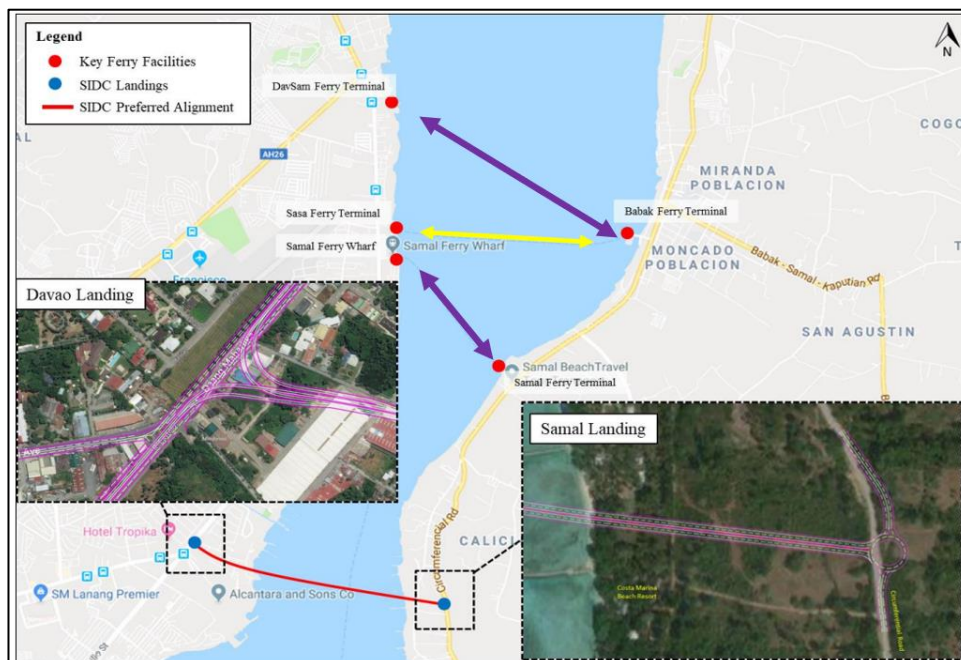 Legend
Key Ferry Facilities
SIDC Landings
SIDC Preferred Alignment
N
DavSam Ferry Terminal
AH26
COGO
MIRANDA
POBLACION
Sasa Ferry Terminal
Babak Ferry Terminal
Samal Ferry Wharf
Samal Ferry Wharf
MONCADO
POBLACION
Babak - Samal - Kaputian Rd
Francisco
Davao Landing
SAN AGUSTIN
Samal BeachTravel
Samal Ferry Terminal
Samal Landing
Ave
Hotel Tropika
Circumferential Rd
CALICI
SM Lanang Premier
Alcantara and Sons Co
Costa Marina
Beach Resort
Circumferential Road